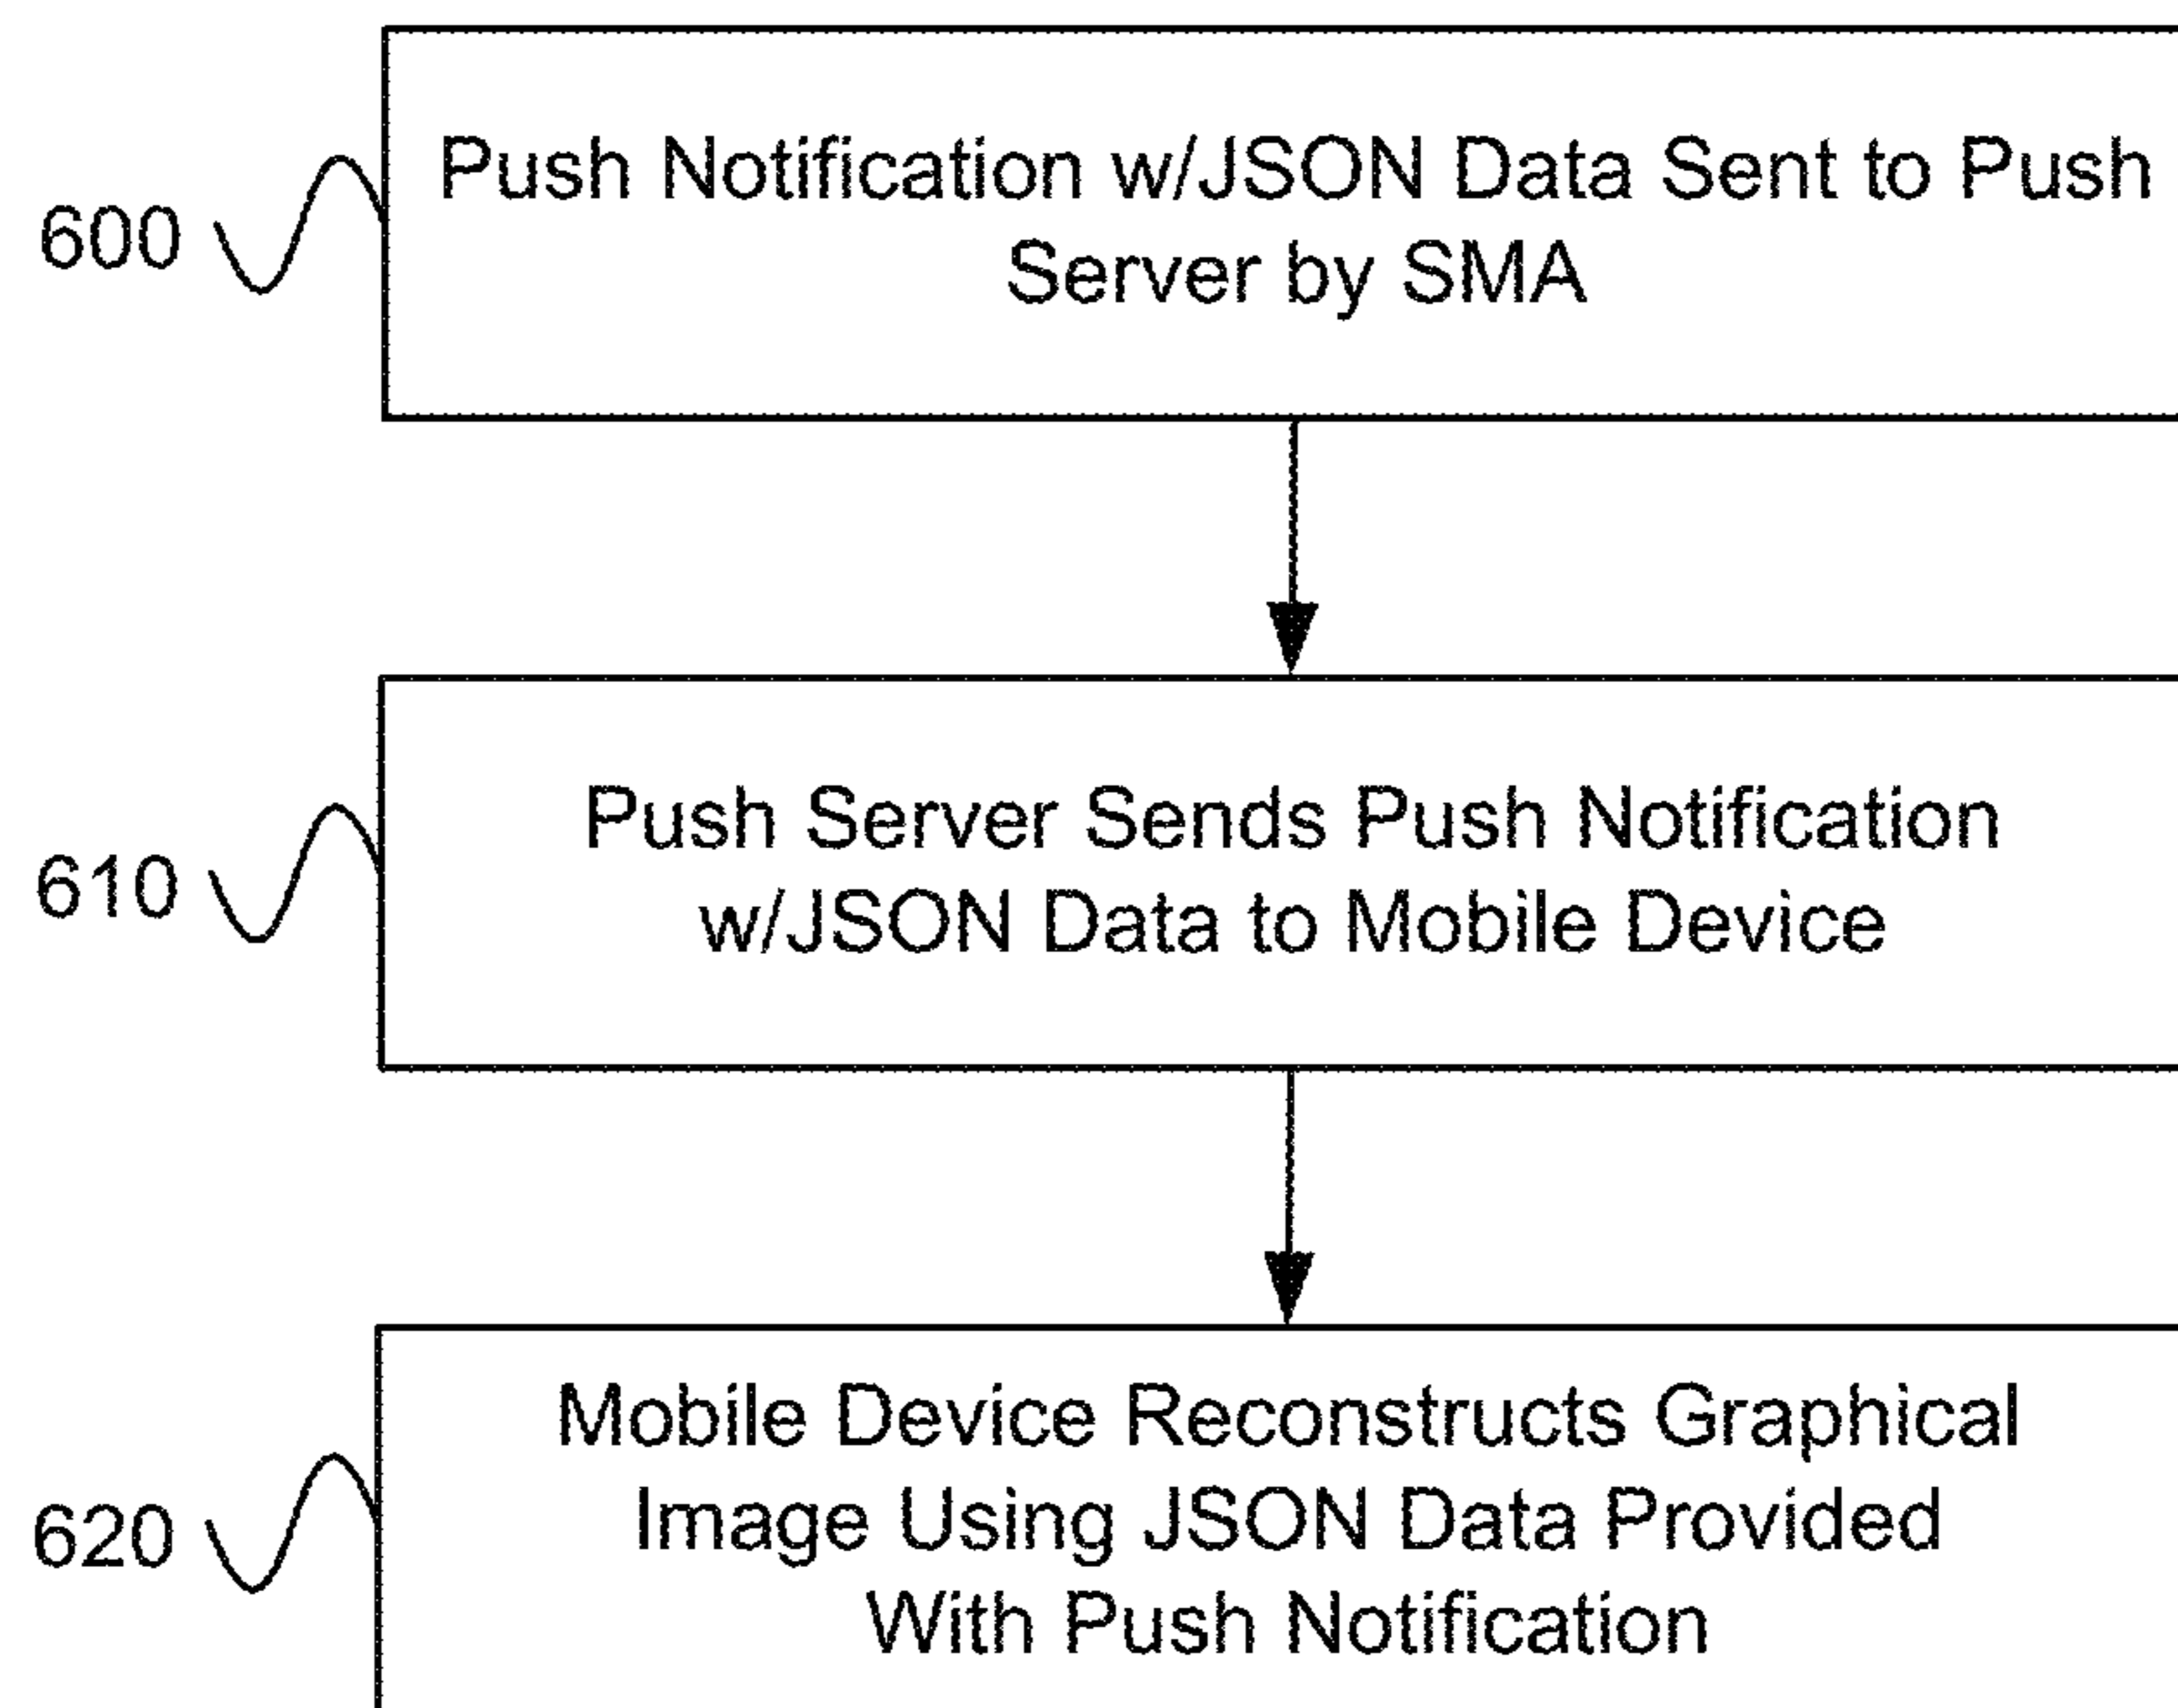 Push Notification w/JSON Data Sent to Push
Server by SMA
600
Push Server Sends Push Notification
w/JSON Data to Mobile Device
610
Mobile Device Reconstructs Graphical
Image Using JSON Data Provided
With Push Notification
620